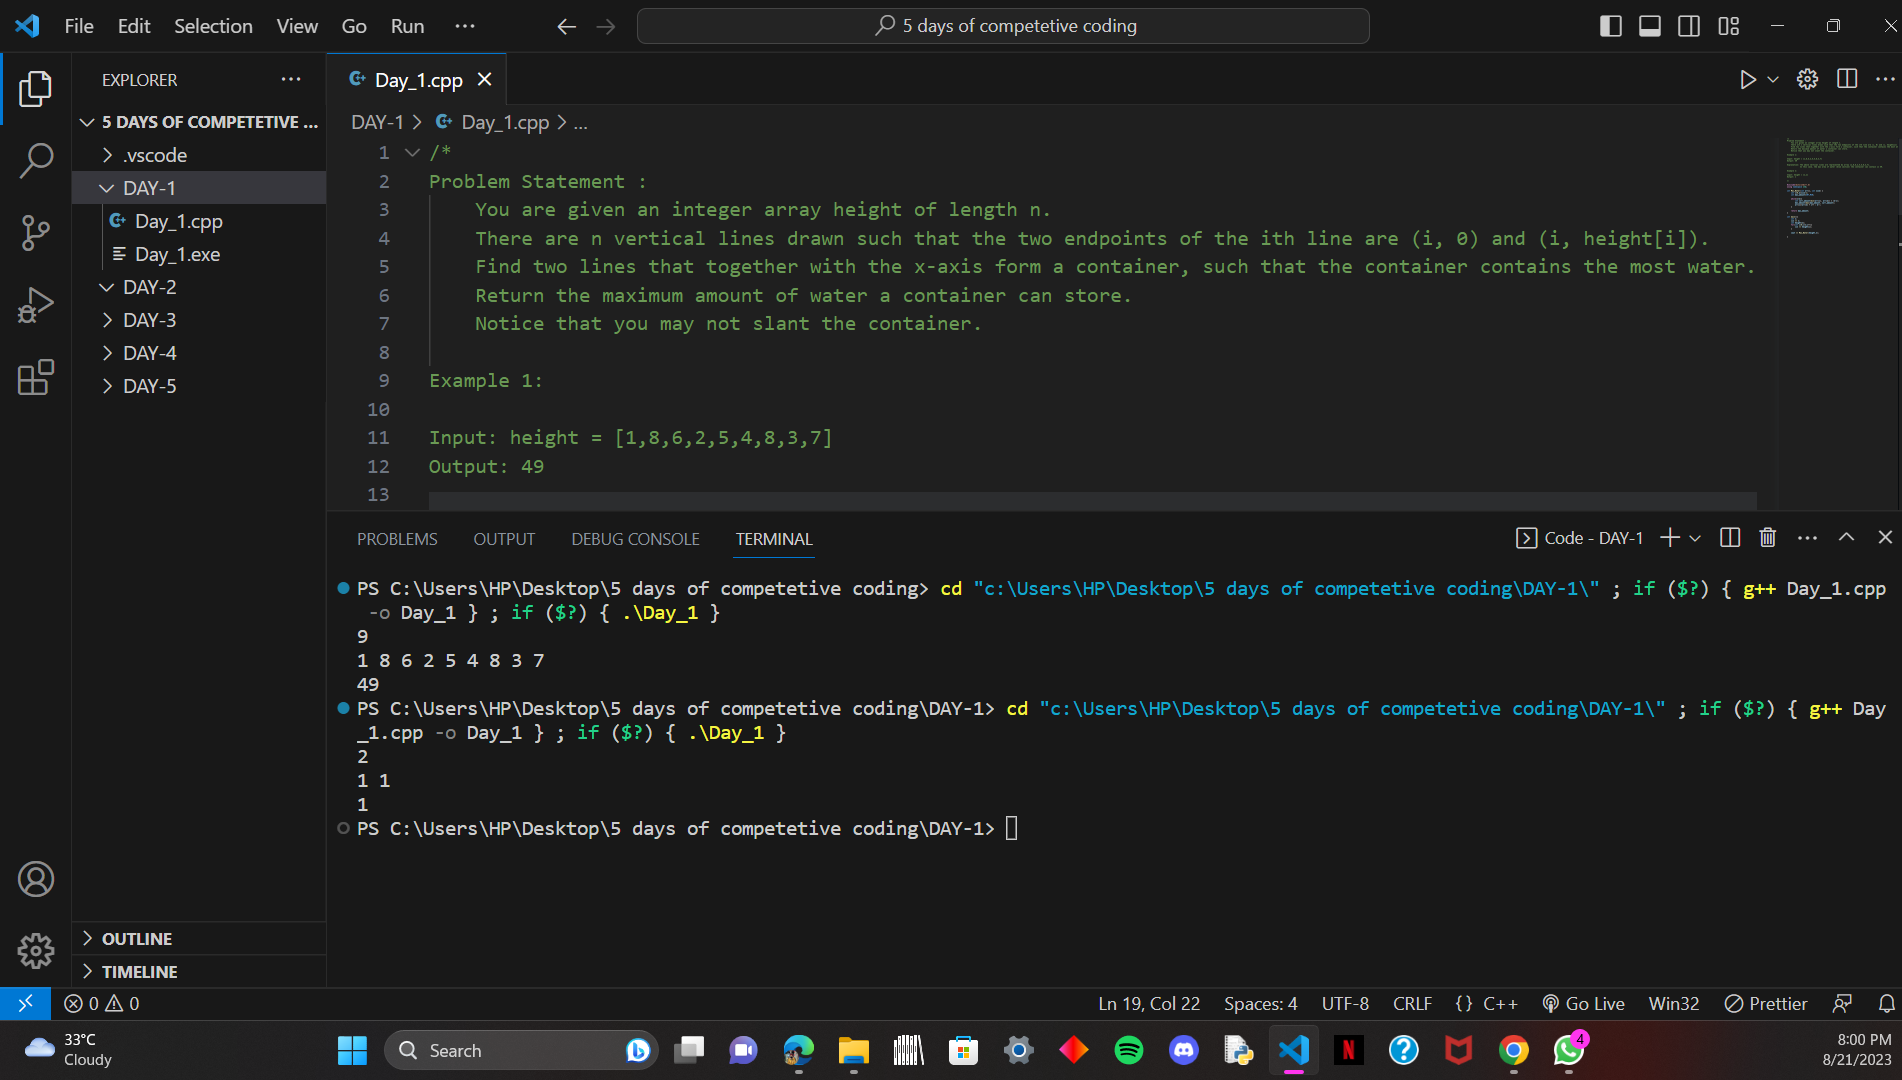 File Edit Selection View Go Run ···
5 days of competetive coding
EXPLORER ···
5 DAYS OF COMPETETIVE ...
.vscode
DAY-1
Day_1.cpp
Day_1.exe
DAY-2
DAY-3
DAY-4
DAY-5
OUTLINE
TIMELINE
Day_1.cpp
DAY-1 > Day_1.cpp > ...
1 /*
2 Problem Statement :
3 You are given an integer array height of length n.
4 There are n vertical lines drawn such that the two endpoints of the ith line are (i, 0) and (i, height[i]).
5 Find two lines that together with the x-axis form a container, such that the container contains the most water.
6 Return the maximum amount of water a container can store.
7 Notice that you may not slant the container.
8
9 Example 1:
10
11 Input: height = [1,8,6,2,5,4,8,3,7]
12 Output: 49
13
PROBLEMS OUTPUT DEBUG CONSOLE TERMINAL
Code - DAY-1
PS C:\Users\HP\Desktop\5 days of competetive coding> cd "c:\Users\HP\Desktop\5 days of competetive coding\DAY-1\" ; if ($?) { g++ Day_1.cpp
-o Day_1 } ; if ($?) { .\Day_1 }
9
1 8 6 2 5 4 8 3 7
49
PS C:\Users\HP\Desktop\5 days of competetive coding\DAY-1> cd "c:\Users\HP\Desktop\5 days of competetive coding\DAY-1\" ; if ($?) { g++ Day
_1.cpp -o Day_1 } ; if ($?) { .\Day_1 }
2
1 1
1
PS C:\Users\HP\Desktop\5 days of competetive coding\DAY-1>
0 0
Ln 19, Col 22 Spaces: 4 UTF-8 CRLF {} C++ Go Live Win32 Prettier
33°C
Cloudy
Search
N
4
8:00 PM
8/21/2023